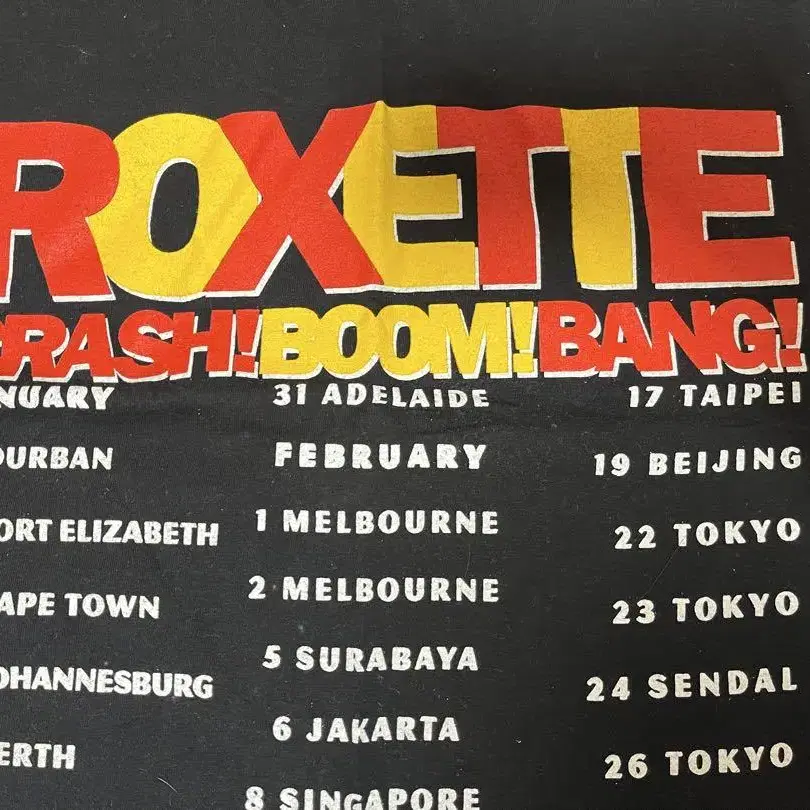 ROXETTE
CRASH! BOOM! BANG!
NUARY
DURBAN
ORT ELIZABETH
APE TOWN
OHANNESBURG
ERTH
31 ADELAIDE
FEBRUARY
1 MELBOURNE
2 MELBOURNE
5 SURABAYA
6 JAKARTA
8 SINGAPORE
17 TAIPEI
19 BEIJING
22 TOKYO
23 TOKYO
24 SENDAL
26 TOKYO